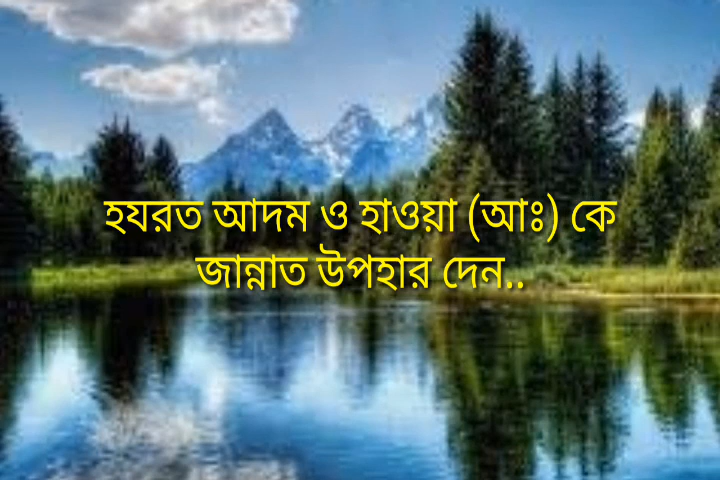 হযরত আদম ও হাওয়া (আঃ) কে
জান্নাত উপহার দেন..